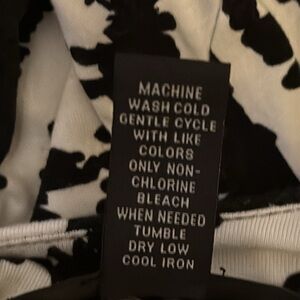 MACHINE
WASH COLD
GENTLE CYCLE
WITH LIKE
COLORS
ONLY NON-
CHLORINE
BLEACH
WHEN NEEDED
TUMBLE
DRY LOW
COOL IRON